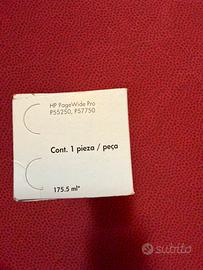 HP PageWide Pro
P55250, P57750
Cont. 1 pieza / peça
175.5 ml*
subito